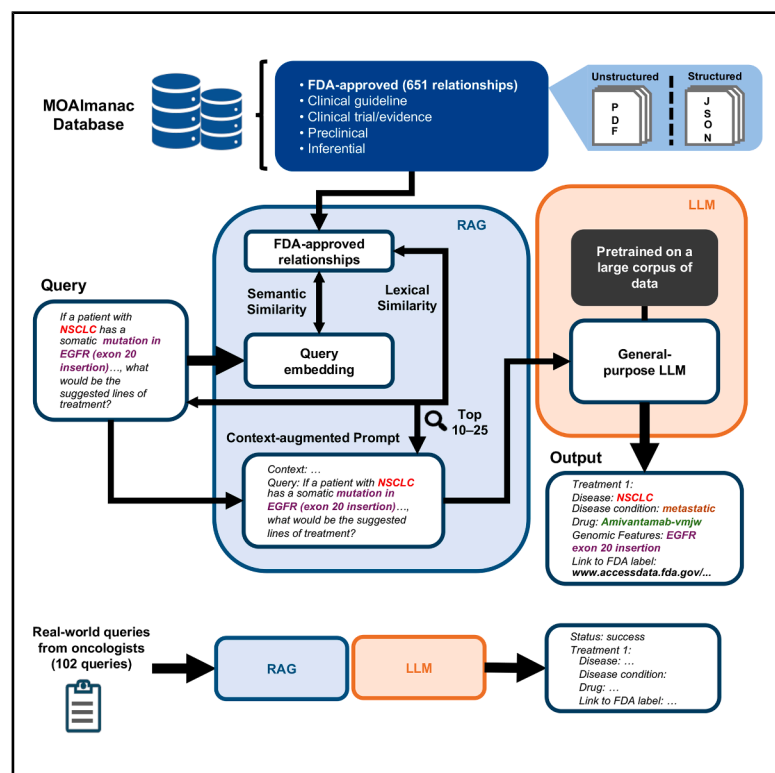 MOAlmanac
Database
• FDA-approved (651 relationships)
• Clinical guideline
• Clinical trial/evidence
• Preclinical
• Inferential
Unstructured
PDF
Structured
JSON
RAG
FDA-approved
relationships
Semantic
Similarity
Lexical
Similarity
Query
If a patient with
NSCLC has a
somatic mutation in
EGFR (exon 20
insertion)..., what
would be the
suggested lines of
treatment?
Query
embedding
Top
10–25
Context-augmented Prompt
Context: ...
Query: If a patient with NSCLC
has a somatic mutation in
EGFR (exon 20 insertion)...,
what would be the suggested
lines of treatment?
LLM
Pretrained on a
large corpus of
data
General-
purpose LLM
Output
Treatment 1:
Disease: NSCLC
Disease condition: metastatic
Drug: Amivantamab-vmjw
Genomic Features: EGFR
exon 20 insertion
Link to FDA label:
www.accessdata.fda.gov/...
Real-world queries
from oncologists
(102 queries)
RAG
LLM
Status: success
Treatment 1:
Disease: ...
Disease condition:
Drug: ...
Link to FDA label: ...